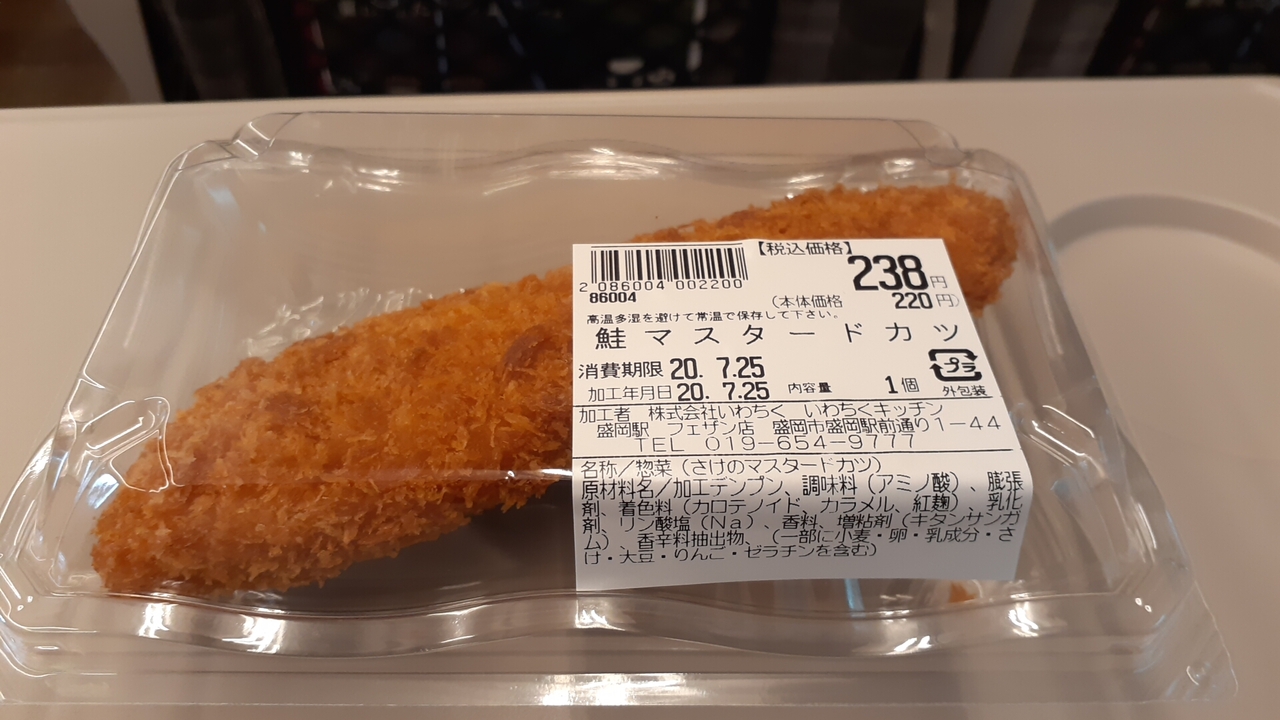 【税込価格】
238円
2 086004 002200
86004
(本体価格 220円)
高温多湿を避けて常温で保存して下さい。
鮭マスタードカツ
消費期限 20. 7.25
加工年月日 20. 7.25 内容量 1個
プラ
外包装
加工者 株式会社いわちく いわちくキッチン
盛岡駅 フェザン店 盛岡市盛岡駅前通り1-44
TEL 019-654-9777
名称/惣菜(さけのマスタードカツ)
原材料名/加工デンプン、調味料(アミノ酸)、膨張
剤、着色料(カロテノイド、カラメル、紅麹)、乳化
剤、リン酸塩(Na)、香料、増粘剤(キタンサンガ
ム)、香辛料抽出物、(一部に小麦・卵・乳成分・さ
け・大豆・りんご・ゼラチンを含む)